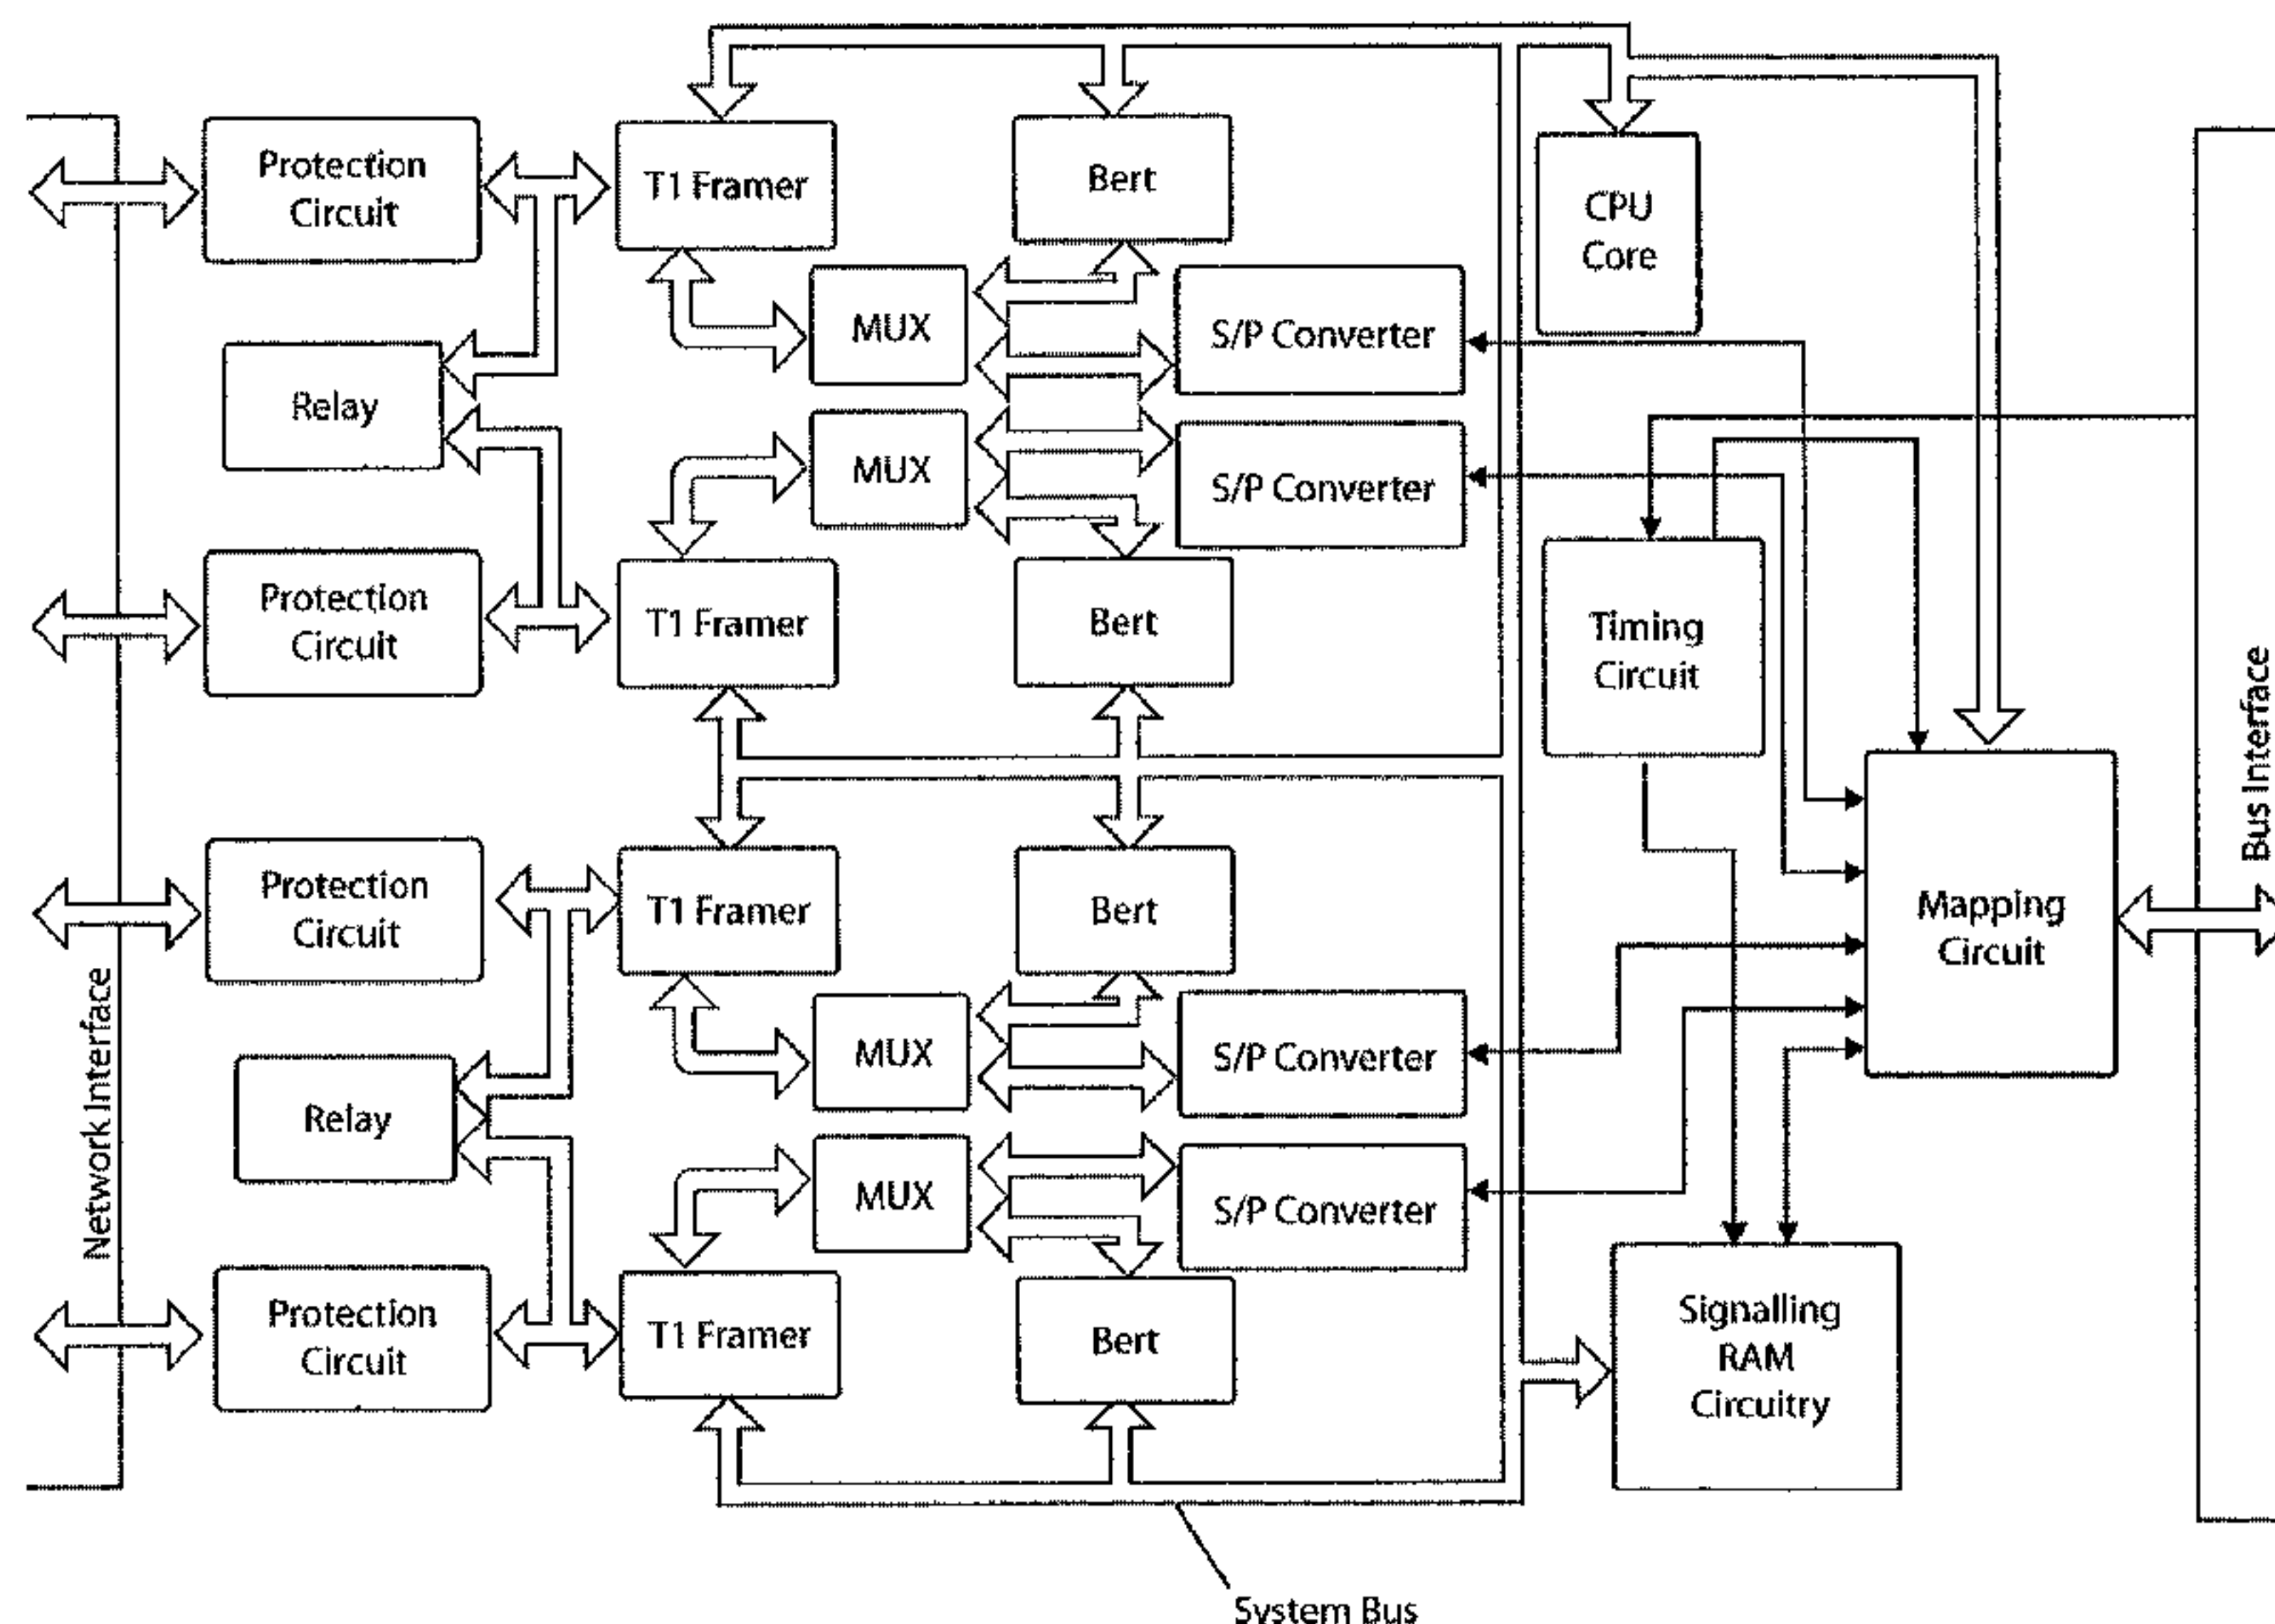 Protection
Circuit
T1 Framer
Bert
CPU
Core
MUX
S/P Converter
Relay
MUX
S/P Converter
Protection
Circuit
T1 Framer
Bert
Timing
Circuit
Bus Interface
Protection
Circuit
T1 Framer
Bert
Mapping
Circuit
Network Interface
MUX
S/P Converter
Relay
MUX
S/P Converter
Protection
Circuit
T1 Framer
Bert
Signalling
RAM
Circuitry
System Bus